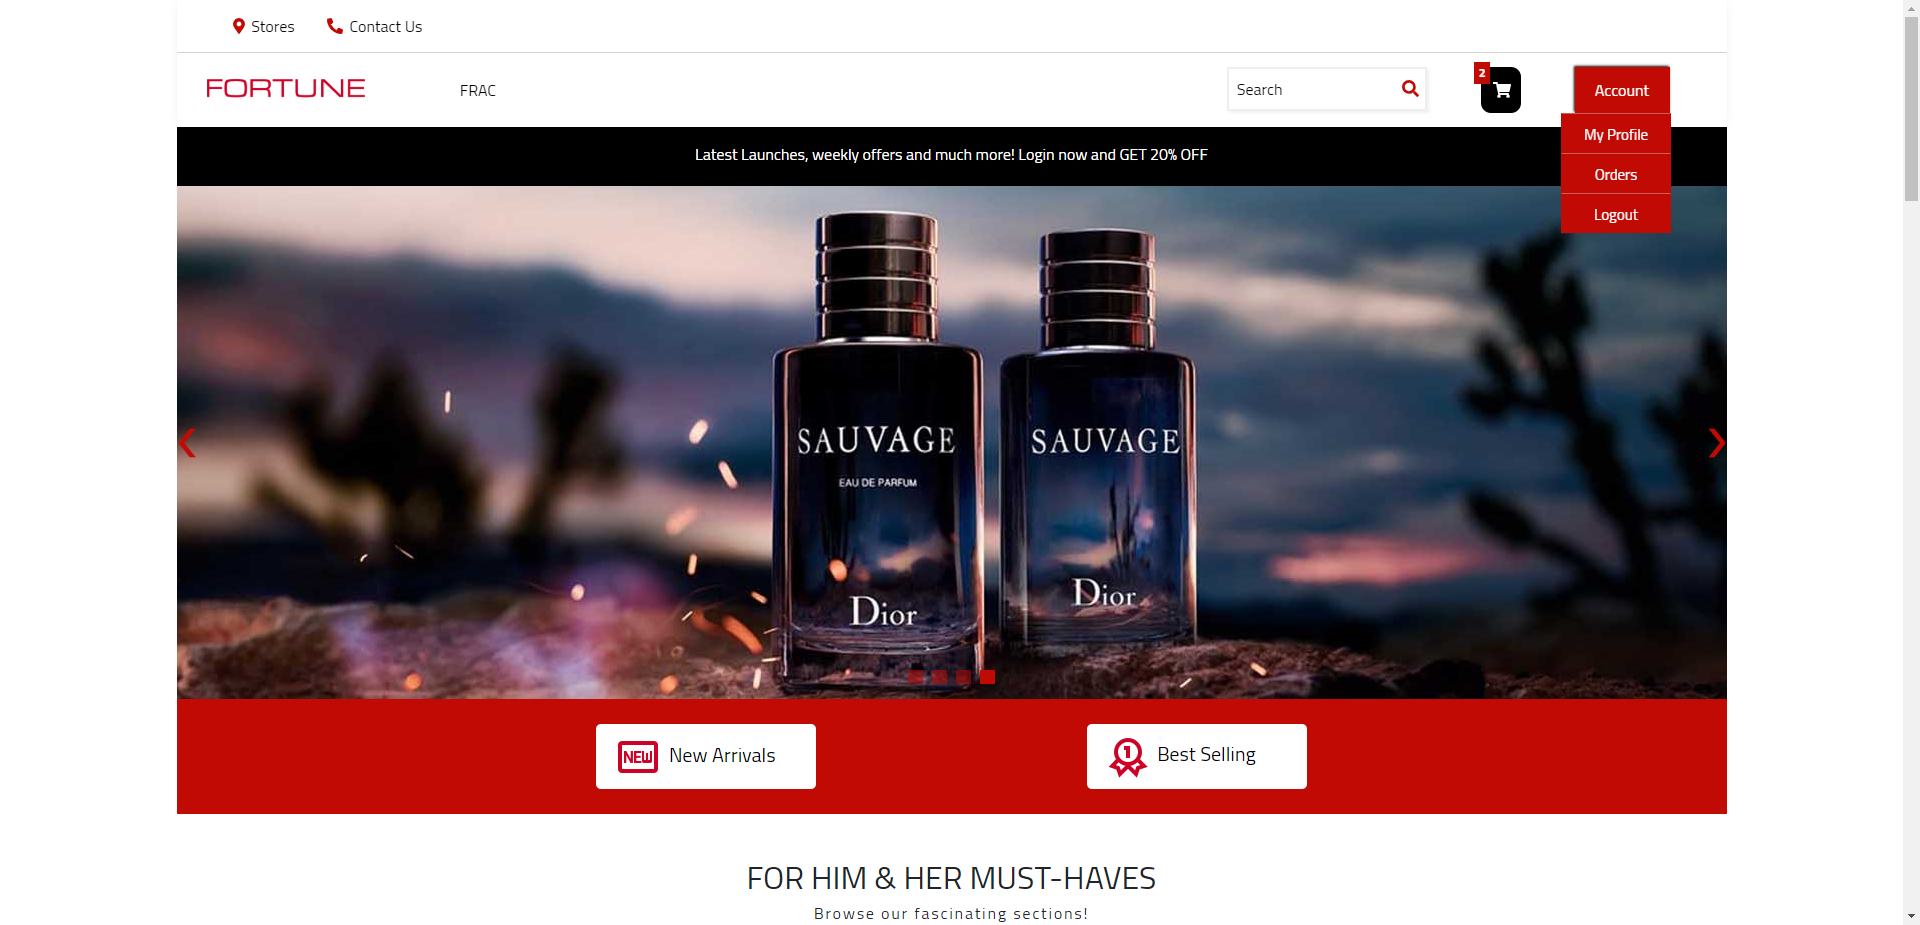 Stores
Contact Us
FORTUNE
FRAC
Search
2
Account
My Profile
Orders
Logout
Latest Launches, weekly offers and much more! Login now and GET 20% OFF
SAUVAGE
EAU DE PARFUM
Dior
SAUVAGE
Dior
NEW
New Arrivals
1
Best Selling
FOR HIM & HER MUST-HAVES
Browse our fascinating sections!